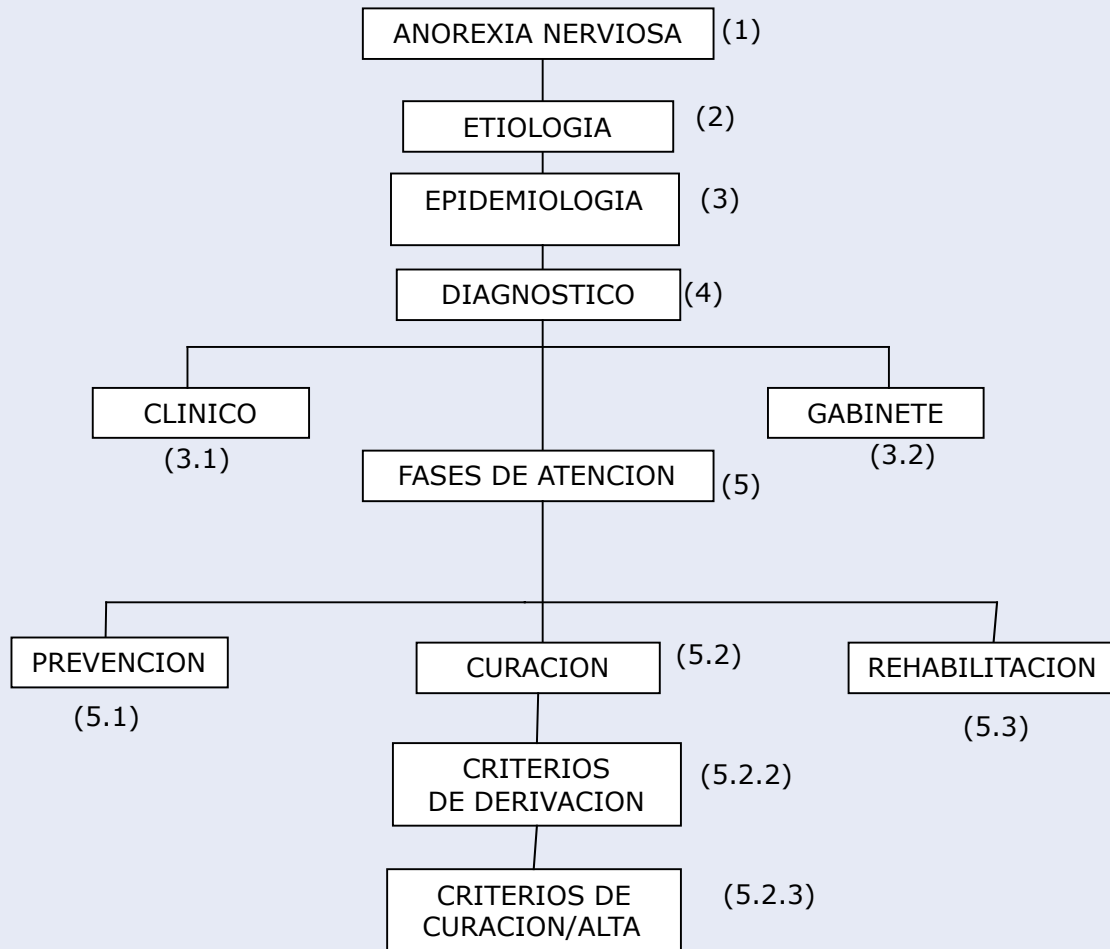 ANOREXIA NERVIOSA (1)
ETIOLOGIA (2)
EPIDEMIOLOGIA (3)
DIAGNOSTICO (4)
CLINICO
(3.1)
GABINETE
(3.2)
FASES DE ATENCION (5)
PREVENCION
(5.1)
CURACION (5.2)
REHABILITACION
(5.3)
CRITERIOS
DE DERIVACION (5.2.2)
CRITERIOS DE
CURACION/ALTA (5.2.3)